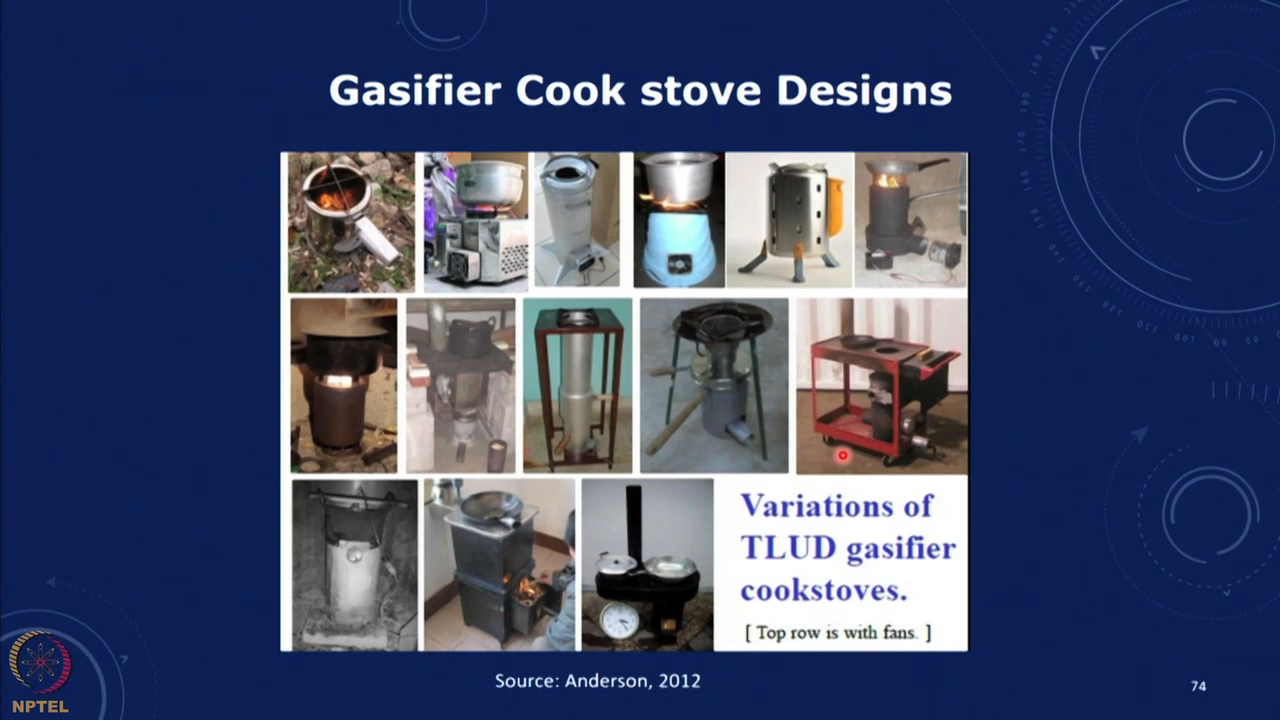 Gasifier Cook stove Designs
Variations of
TLUD gasifier
cookstoves.
[ Top row is with fans. ]
Source: Anderson, 2012
74
NPTEL